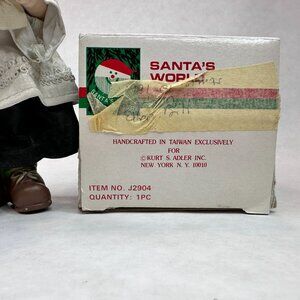 SANTA'S
WORLD
HANDCRAFTED IN TAIWAN EXCLUSIVELY
FOR
© KURT S. ADLER INC.
NEW YORK N.Y. 10010
ITEM NO. J2904
QUANTITY: 1PC